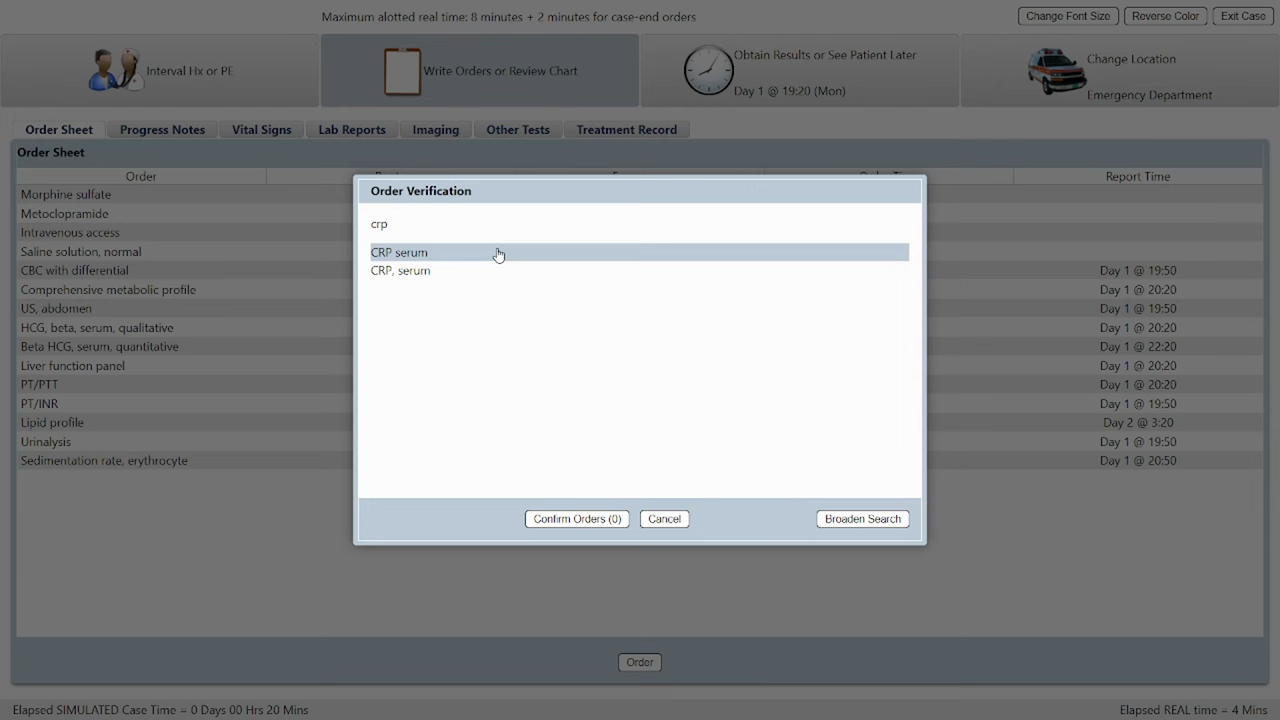 Maximum alotted real time: 8 minutes + 2 minutes for case-end orders
Change Font Size
Reverse Color
Exit Case
Interval Hx or PE
Write Orders or Review Chart
Obtain Results or See Patient Later
Day 1 @ 19:20 (Mon)
Change Location
Emergency Department
Order Sheet
Progress Notes
Vital Signs
Lab Reports
Imaging
Other Tests
Treatment Record
Order Sheet
Order
Report Time
Morphine sulfate
Metoclopramide
Intravenous access
Saline solution, normal
CBC with differential Day 1 @ 19:50
Comprehensive metabolic profile Day 1 @ 20:20
US, abdomen Day 1 @ 19:50
HCG, beta, serum, qualitative Day 1 @ 20:20
Beta HCG, serum, quantitative Day 1 @ 22:20
Liver function panel Day 1 @ 20:20
PT/PTT Day 1 @ 20:20
PT/INR Day 1 @ 19:50
Lipid profile Day 2 @ 3:20
Urinalysis Day 1 @ 19:50
Sedimentation rate, erythrocyte Day 1 @ 20:50
Order Verification
crp
CRP serum
CRP, serum
Confirm Orders (0)
Cancel
Broaden Search
Order
Elapsed SIMULATED Case Time = 0 Days 00 Hrs 20 Mins
Elapsed REAL time = 4 Mins